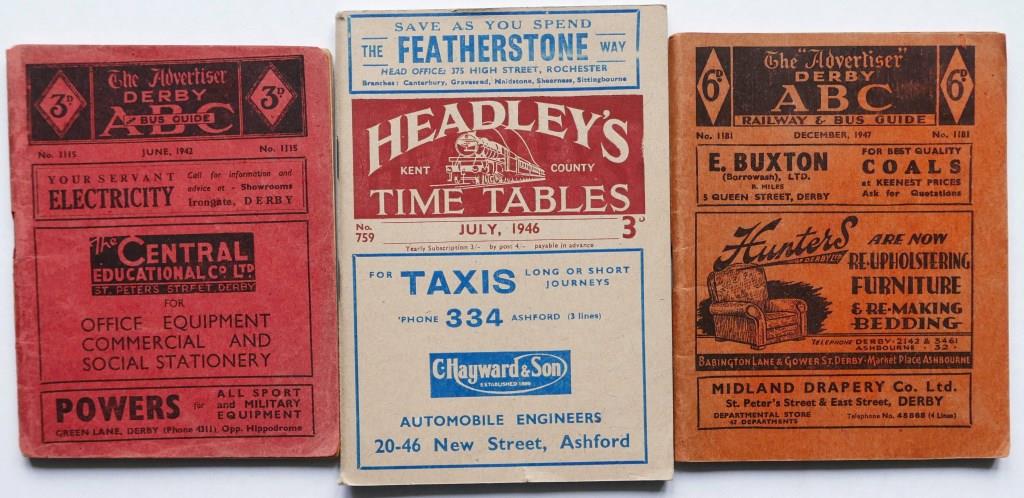 The "Advertiser"
DERBY
3D
ABC
3D
BUS GUIDE
No. 1115 JUNE, 1942 No. 1115
YOUR SERVANT
ELECTRICITY
Call for information and
advice at - Showrooms
Irongate, DERBY
The CENTRAL
EDUCATIONAL Co LTD
ST. PETERS STREET, DERBY
FOR
OFFICE EQUIPMENT
COMMERCIAL AND
SOCIAL STATIONERY
POWERS for
ALL SPORT
and MILITARY
EQUIPMENT
GREEN LANE, DERBY (Phone 4311) Opp. Hippodrome
SAVE AS YOU SPEND
THE FEATHERSTONE WAY
HEAD OFFICE: 375 HIGH STREET, ROCHESTER
Branches: Canterbury, Gravesend, Maidstone, Sheerness, Sittingbourne
HEADLEY'S
KENT COUNTY
TIME TABLES
No. 759 JULY, 1946 3D
Yearly Subscription 3/- by post 4/- payable in advance
FOR TAXIS LONG OR SHORT JOURNEYS
'PHONE 334 ASHFORD (3 lines)
C. Hayward & Son
ESTABLISHED
AUTOMOBILE ENGINEERS
20-46 New Street, Ashford
The "Advertiser"
DERBY
6D
ABC
6D
RAILWAY & BUS GUIDE
No. 1181 DECEMBER, 1947 No. 1181
E. BUXTON
(Borrowash), LTD.
R. MILES
5 QUEEN STREET, DERBY
FOR BEST QUALITY
COALS
at KEENEST PRICES
Ask for Quotations
Hunters
OF DERBY LTD
ARE NOW
RE-UPHOLSTERING
FURNITURE
& RE-MAKING
BEDDING
TELEPHONE DERBY-2142 & 3461
ASHBOURNE - 32
BABINGTON LANE & GOWER ST. DERBY - MARKET PLACE ASHBOURNE
MIDLAND DRAPERY Co. Ltd.
St. Peter's Street & East Street, DERBY
DEPARTMENTAL STORE
47 DEPARTMENTS
Telephone No. 45868 (4 Lines)